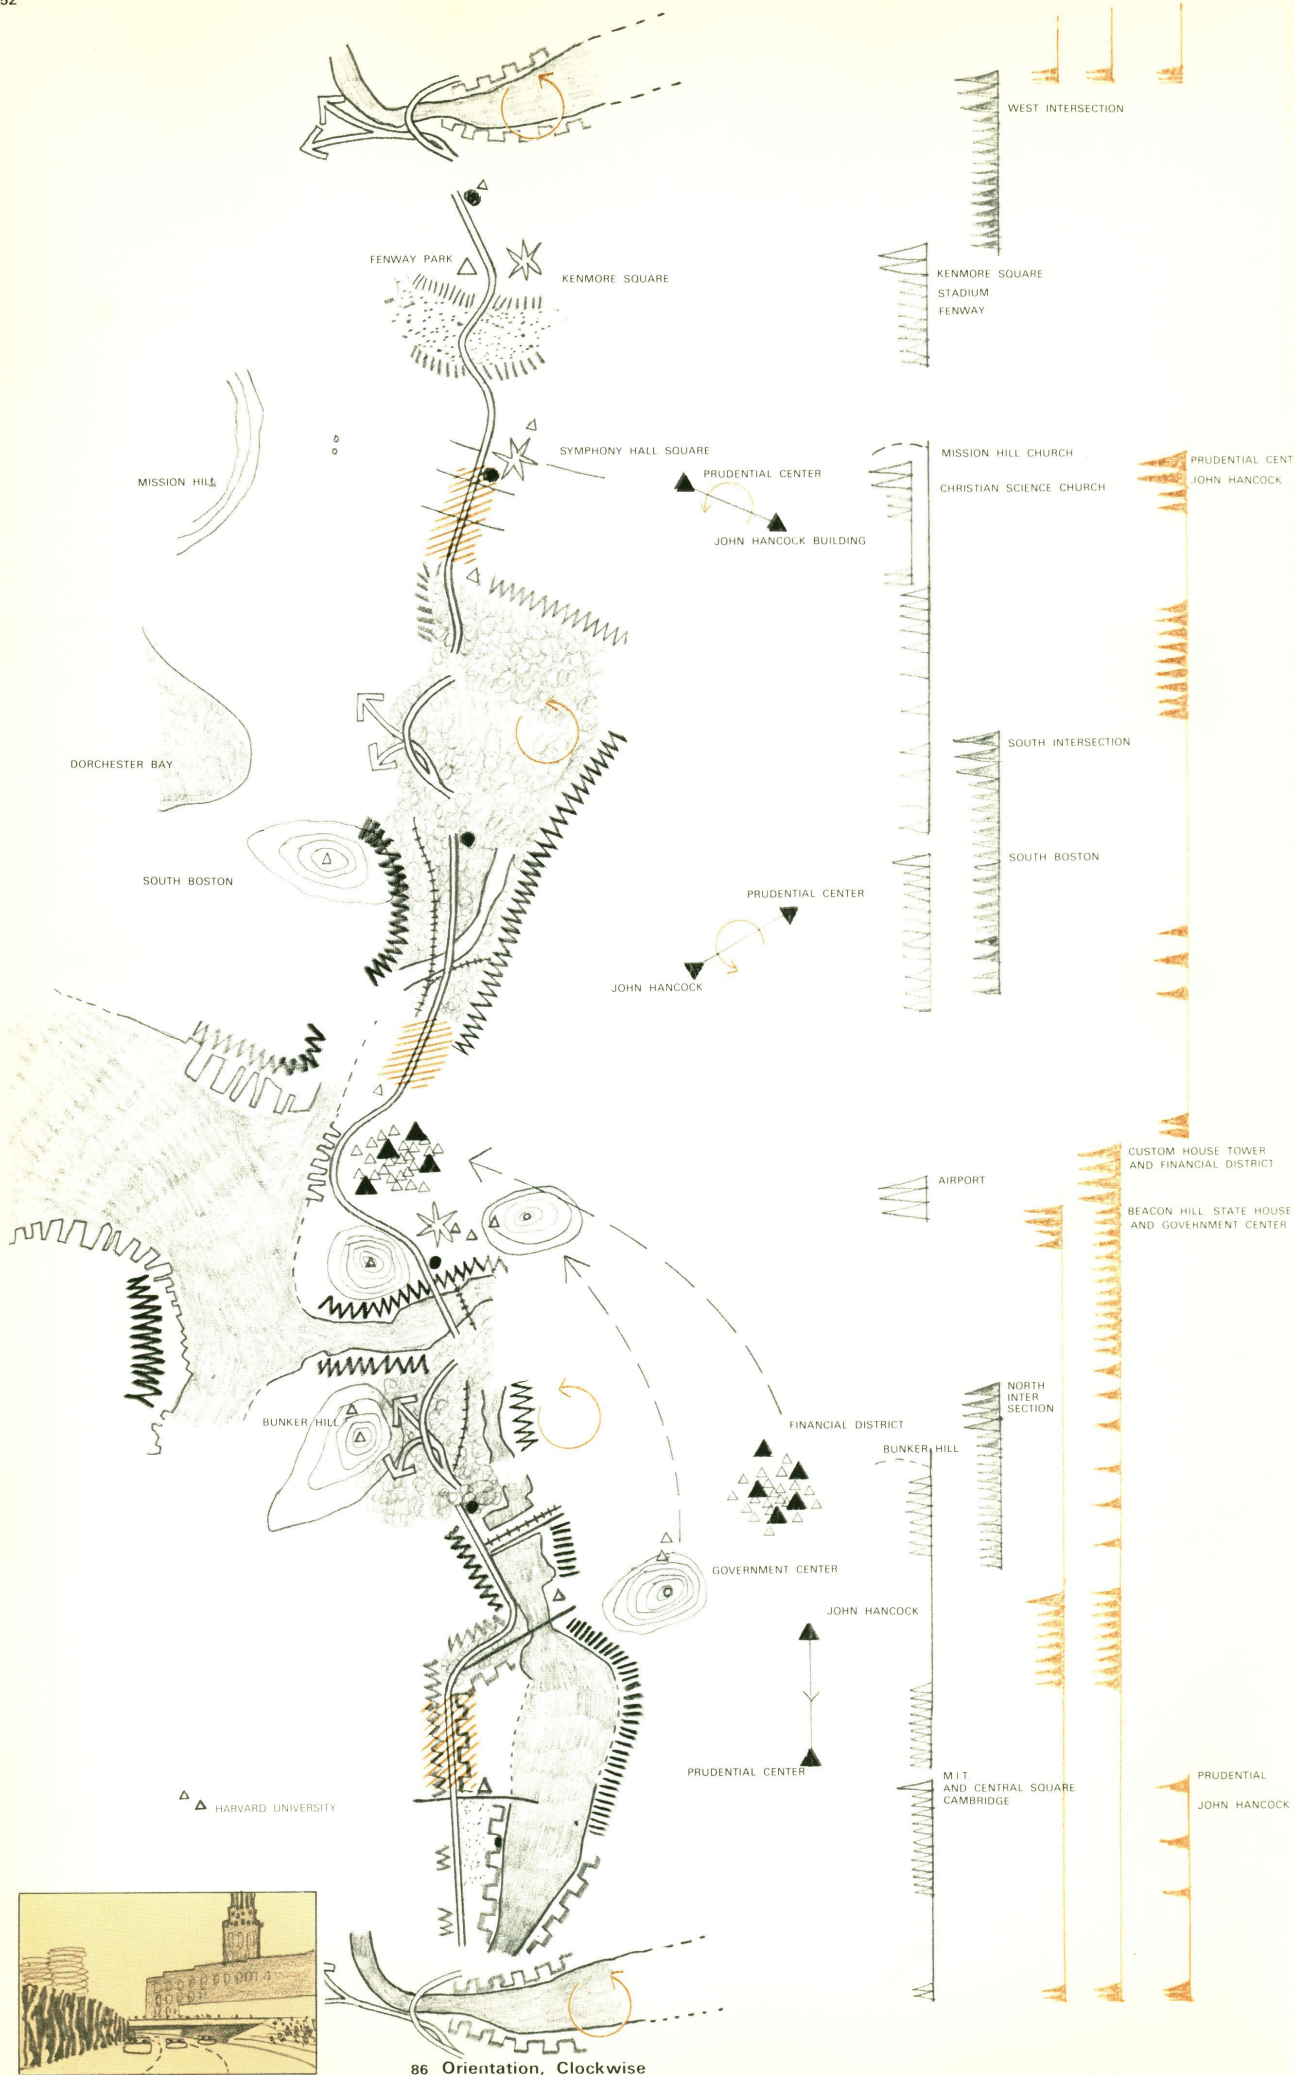 52
WEST INTERSECTION
FENWAY PARK
KENMORE SQUARE
KENMORE SQUARE
STADIUM
FENWAY
SYMPHONY HALL SQUARE
MISSION HILL CHURCH
PRUDENTIAL CENT
PRUDENTIAL CENTER
JOHN HANCOCK
MISSION HILL
CHRISTIAN SCIENCE CHURCH
JOHN HANCOCK BUILDING
SOUTH INTERSECTION
DORCHESTER BAY
SOUTH BOSTON
SOUTH BOSTON
PRUDENTIAL CENTER
JOHN HANCOCK
CUSTOM HOUSE TOWER
AND FINANCIAL DISTRICT
AIRPORT
BEACON HILL STATE HOUSE
AND GOVERNMENT CENTER
NORTH
INTER
SECTION
BUNKER HILL
FINANCIAL DISTRICT
BUNKER HILL
GOVERNMENT CENTER
JOHN HANCOCK
PRUDENTIAL CENTER
MIT
AND CENTRAL SQUARE
CAMBRIDGE
PRUDENTIAL
JOHN HANCOCK
HARVARD UNIVERSITY
86 Orientation, Clockwise